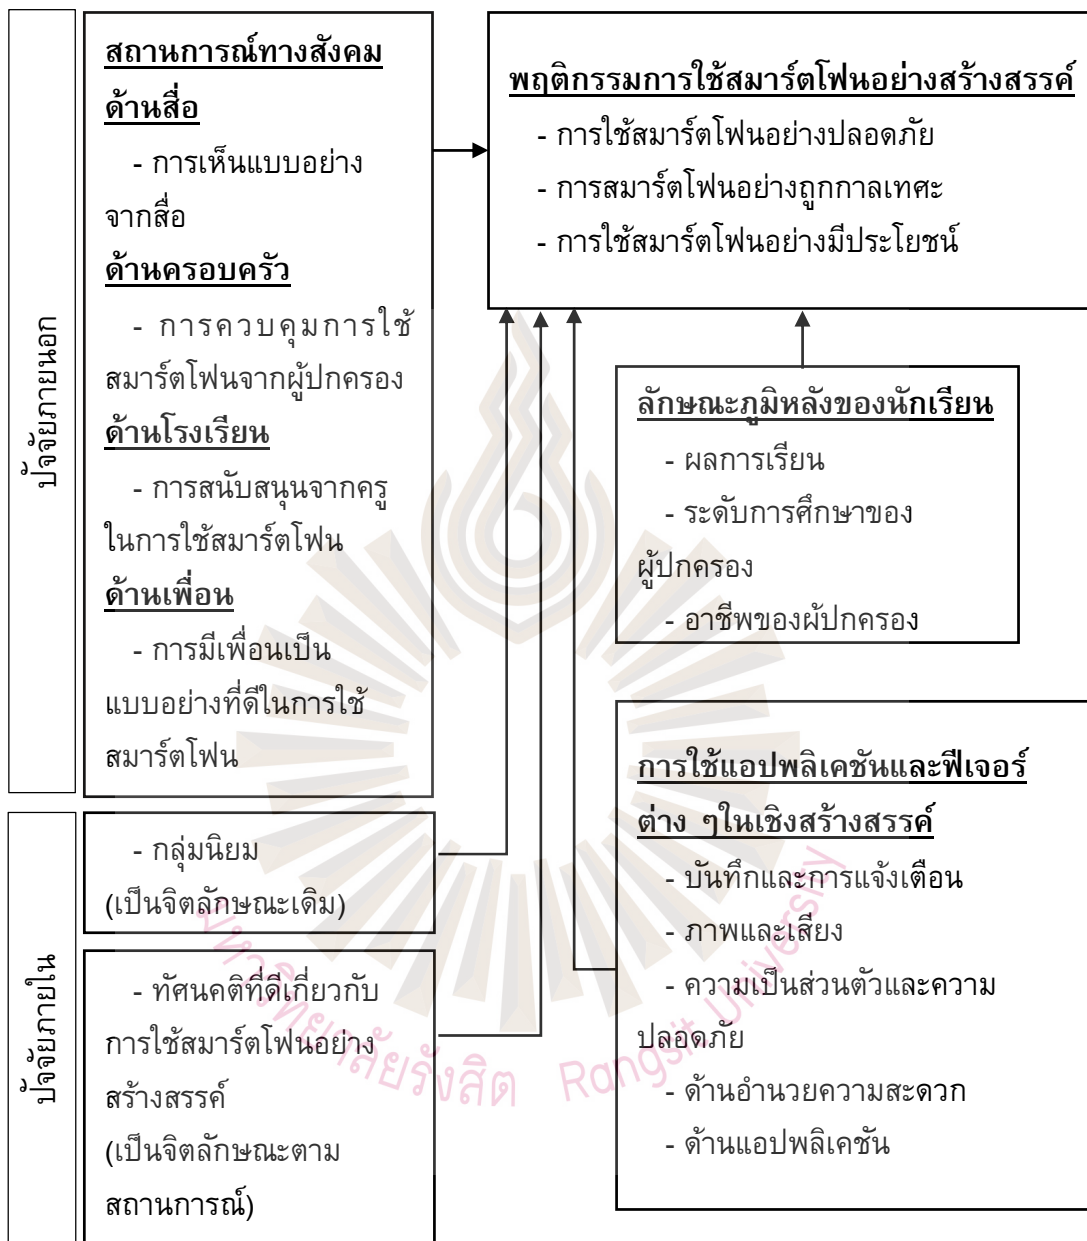 ปัจจัยภายนอก
สถานการณ์ทางสังคม
ด้านสื่อ
- การเห็นแบบอย่าง
จากสื่อ
ด้านครอบครัว
- การควบคุมการใช้
สมาร์ตโฟนจากผู้ปกครอง
ด้านโรงเรียน
- การสนับสนุนจากครู
ในการใช้สมาร์ตโฟน
ด้านเพื่อน
- การมีเพื่อนเป็น
แบบอย่างที่ดีในการใช้
สมาร์ตโฟน
พฤติกรรมการใช้สมาร์ตโฟนอย่างสร้างสรรค์
- การใช้สมาร์ตโฟนอย่างปลอดภัย
- การสมาร์ตโฟนอย่างถูกกาลเทศะ
- การใช้สมาร์ตโฟนอย่างมีประโยชน์
ลักษณะภูมิหลังของนักเรียน
- ผลการเรียน
- ระดับการศึกษาของ
ผู้ปกครอง
- อาชีพของผ้ปกครอง
ปัจจัยภายใน
- กลุ่มนิยม
(เป็นจิตลักษณะเดิม)
- ทัศนคติที่ดีเกี่ยวกับ
การใช้สมาร์ตโฟนอย่าง
สร้างสรรค์
(เป็นจิตลักษณะตาม
สถานการณ์)
การใช้แอปพลิเคชันและฟีเจอร์
ต่าง ๆในเชิงสร้างสรรค์
- บันทึกและการแจ้งเตือน
- ภาพและเสียง
- ความเป็นส่วนตัวและความ
ปลอดภัย
- ด้านอำนวยความสะดวก
- ด้านแอปพลิเคชัน
มหาวิทยาลัยรังสิต Rangsit University